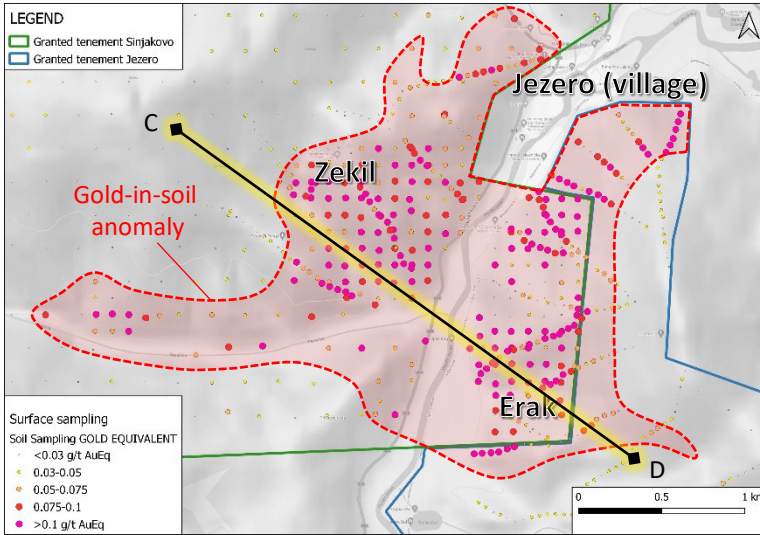 LEGEND
Granted tenement Sinjakovo
Granted tenement Jezero
Jezero (village)
C
Zekil
Gold-in-soil
anomaly
Erak
D
Surface sampling
Soil Sampling GOLD EQUIVALENT
<0.03 g/t AuEq
0.03-0.05
0.05-0.075
0.075-0.1
>0.1 g/t AuEq
0 0.5 1 km